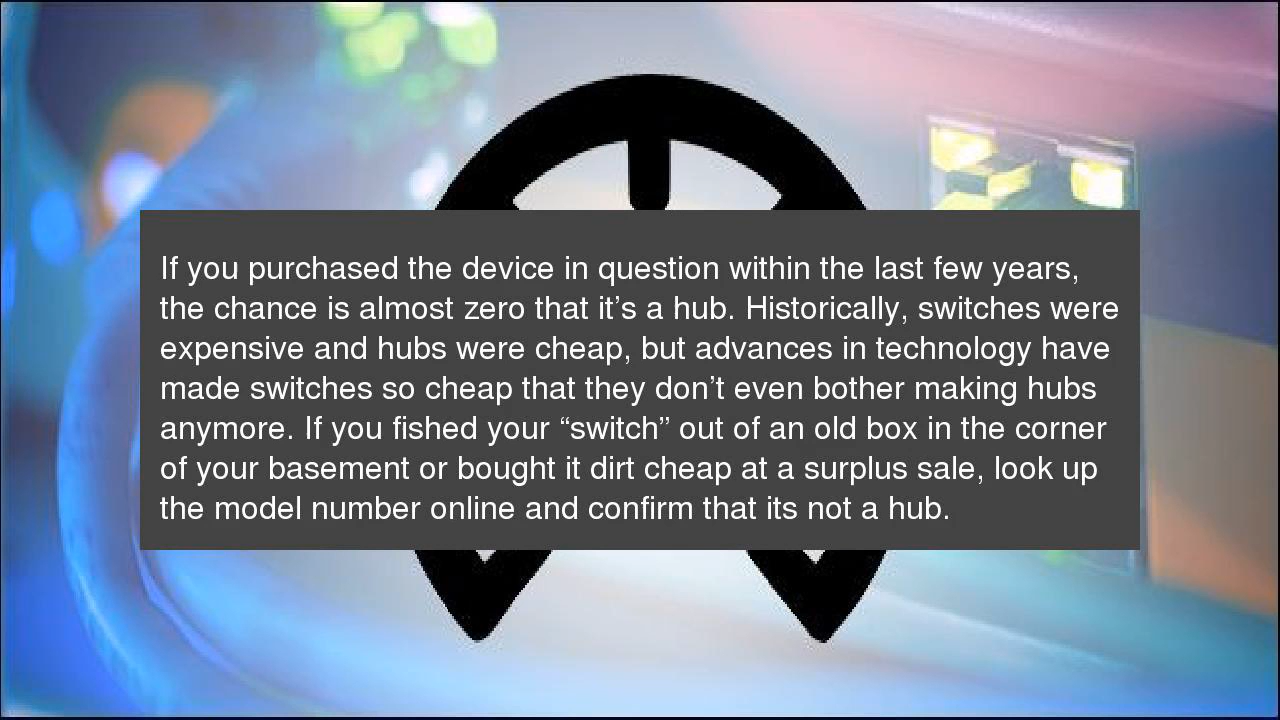 If you purchased the device in question within the last few years,
the chance is almost zero that it’s a hub. Historically, switches were
expensive and hubs were cheap, but advances in technology have
made switches so cheap that they don’t even bother making hubs
anymore. If you fished your “switch” out of an old box in the corner
of your basement or bought it dirt cheap at a surplus sale, look up
the model number online and confirm that its not a hub.